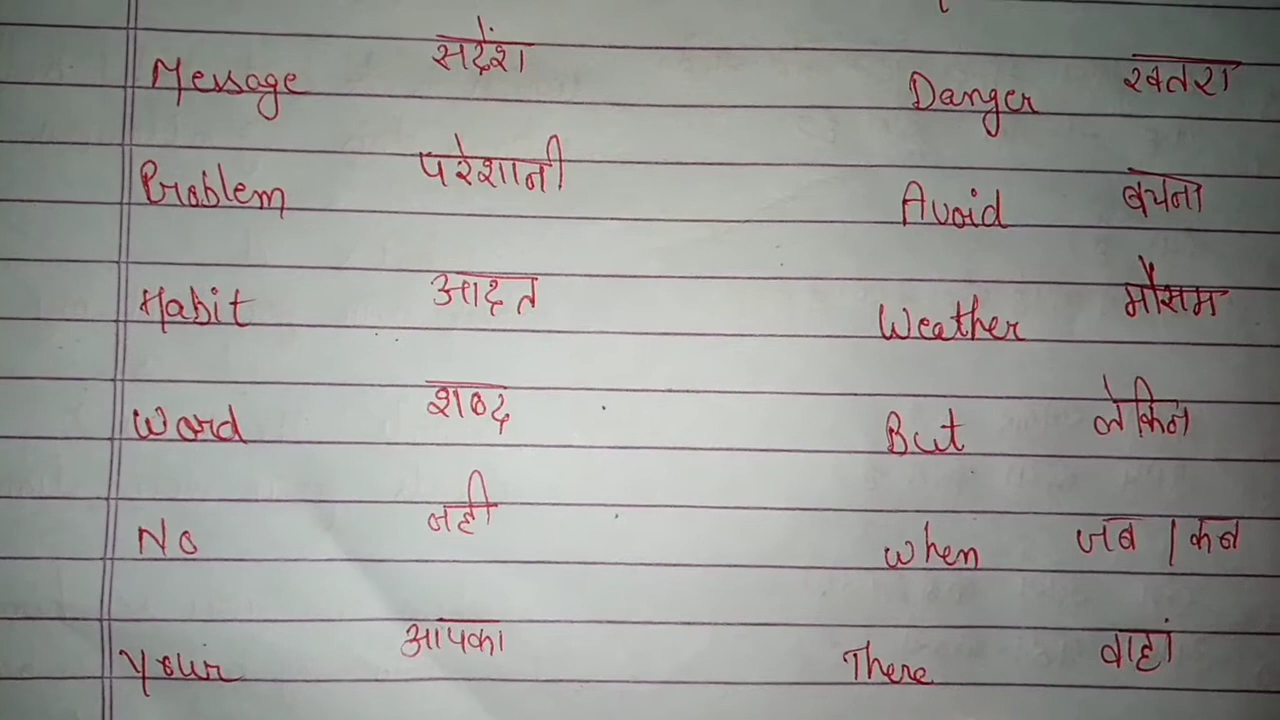 Message संदेश Danger खतरा
Problem परेशानी Avoid बचना
Habit आदत Weather मौसम
Word शब्द But लेकिन
No नही When जब / कब
Your आपका There वाहां